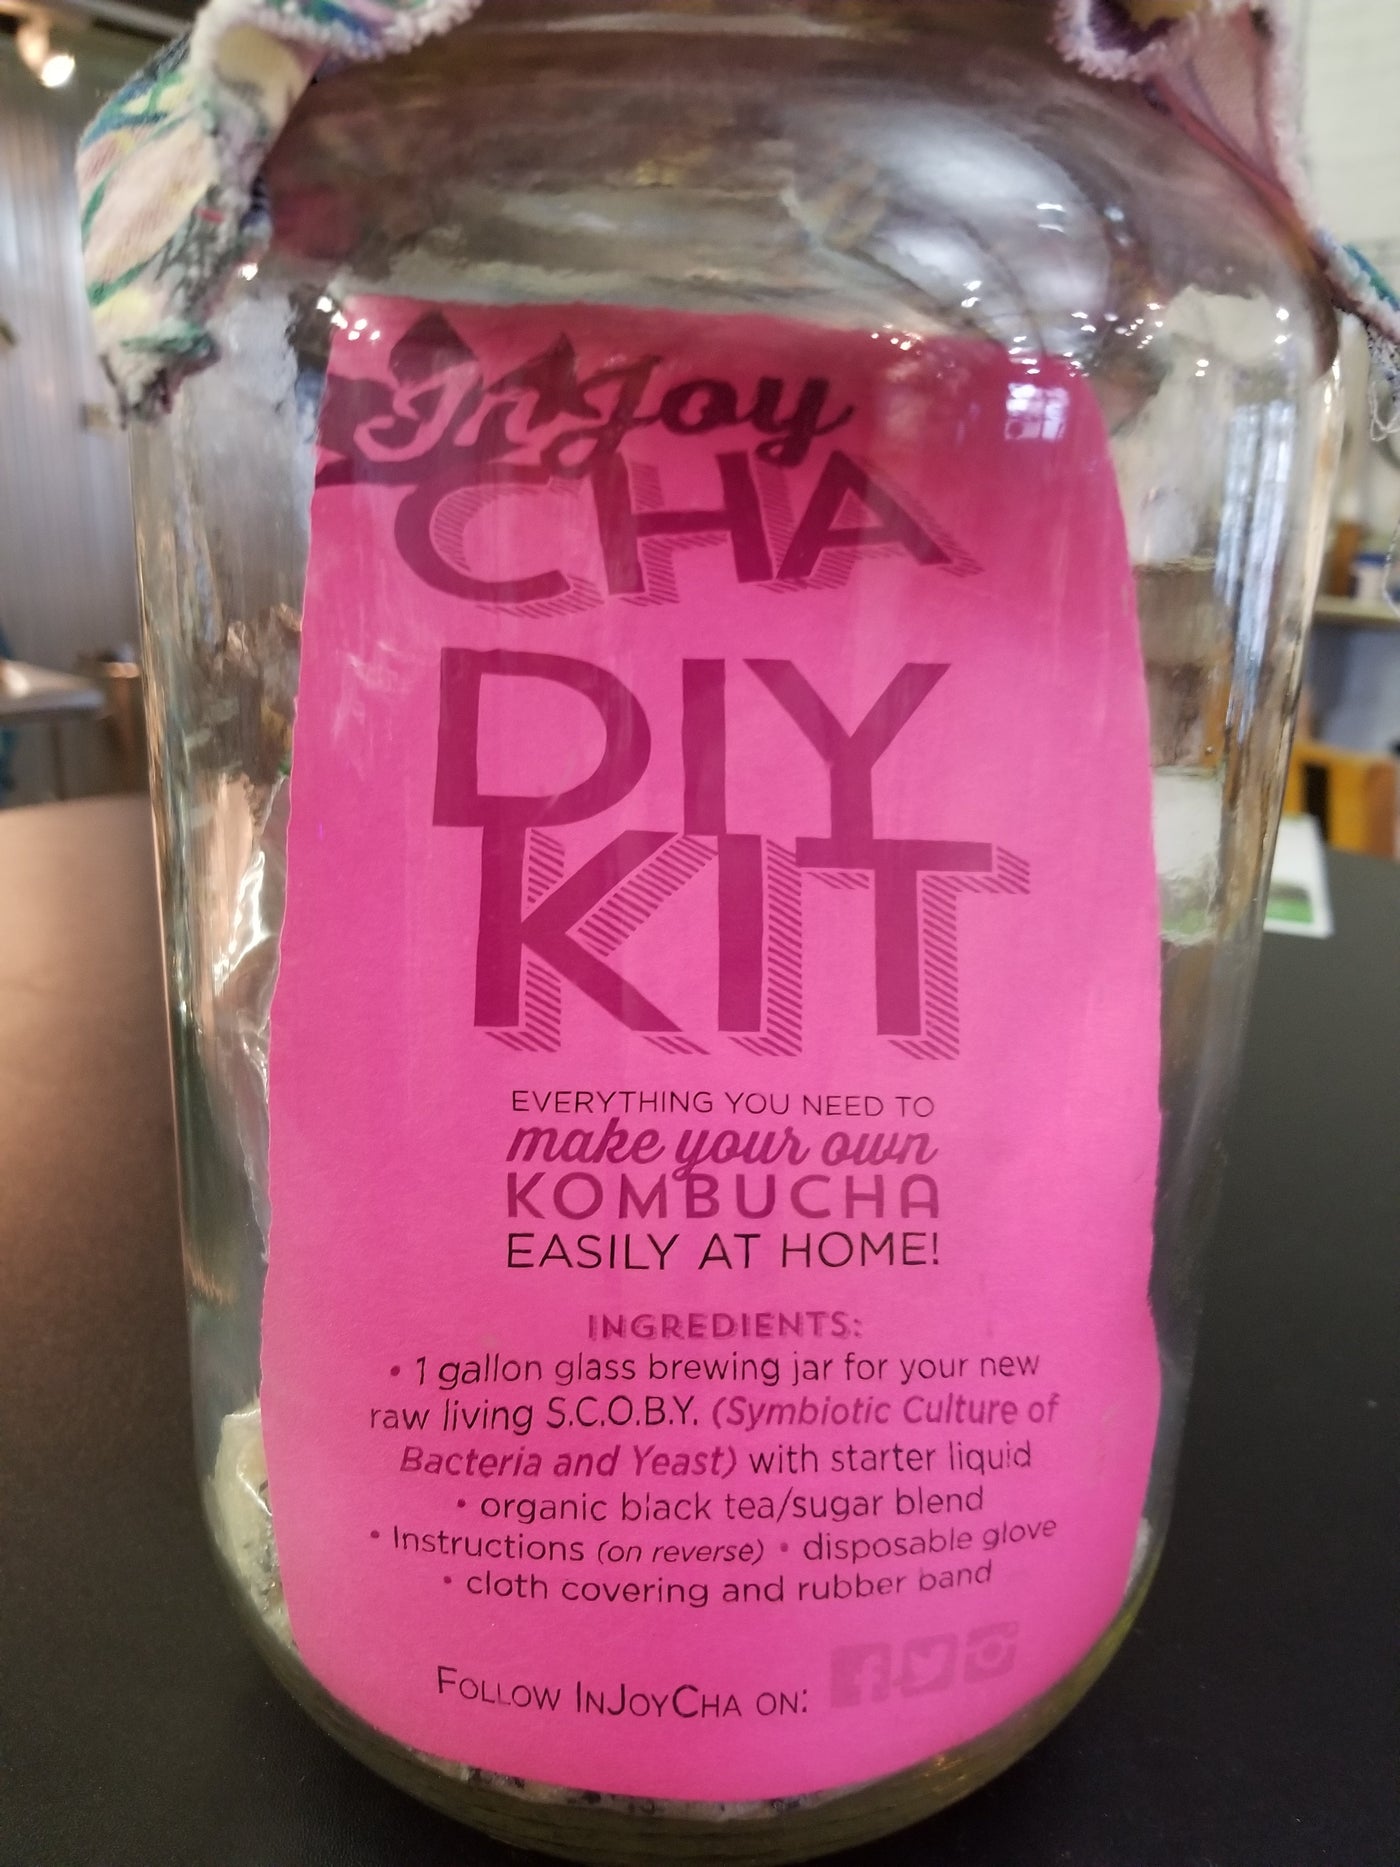 InJoy
CHA
DIY
KIT
EVERYTHING YOU NEED TO
make your own
KOMBUCHA
EASILY AT HOME!
INGREDIENTS:
• 1 gallon glass brewing jar for your new
raw living S.C.O.B.Y. (Symbiotic Culture of
Bacteria and Yeast) with starter liquid
• organic black tea/sugar blend
• Instructions (on reverse) • disposable glove
• cloth covering and rubber band
FOLLOW INJOYCHA ON: